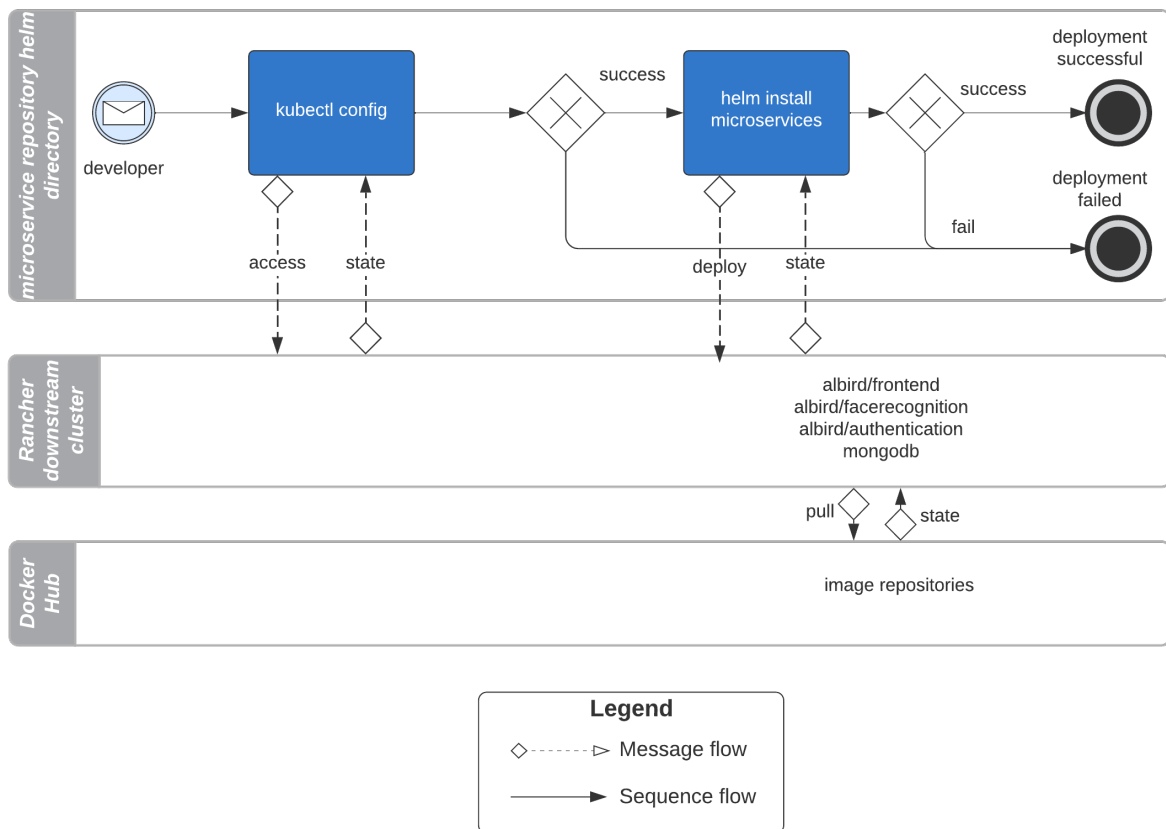 microservice repository helm
directory
developer
kubectl config
access
state
success
helm install
microservices
deploy
state
success
fail
deployment
successful
deployment
failed
Rancher
downstream
cluster
albird/frontend
albird/facerecognition
albird/authentication
mongodb
pull
state
Docker
Hub
image repositories
Legend
Message flow
Sequence flow